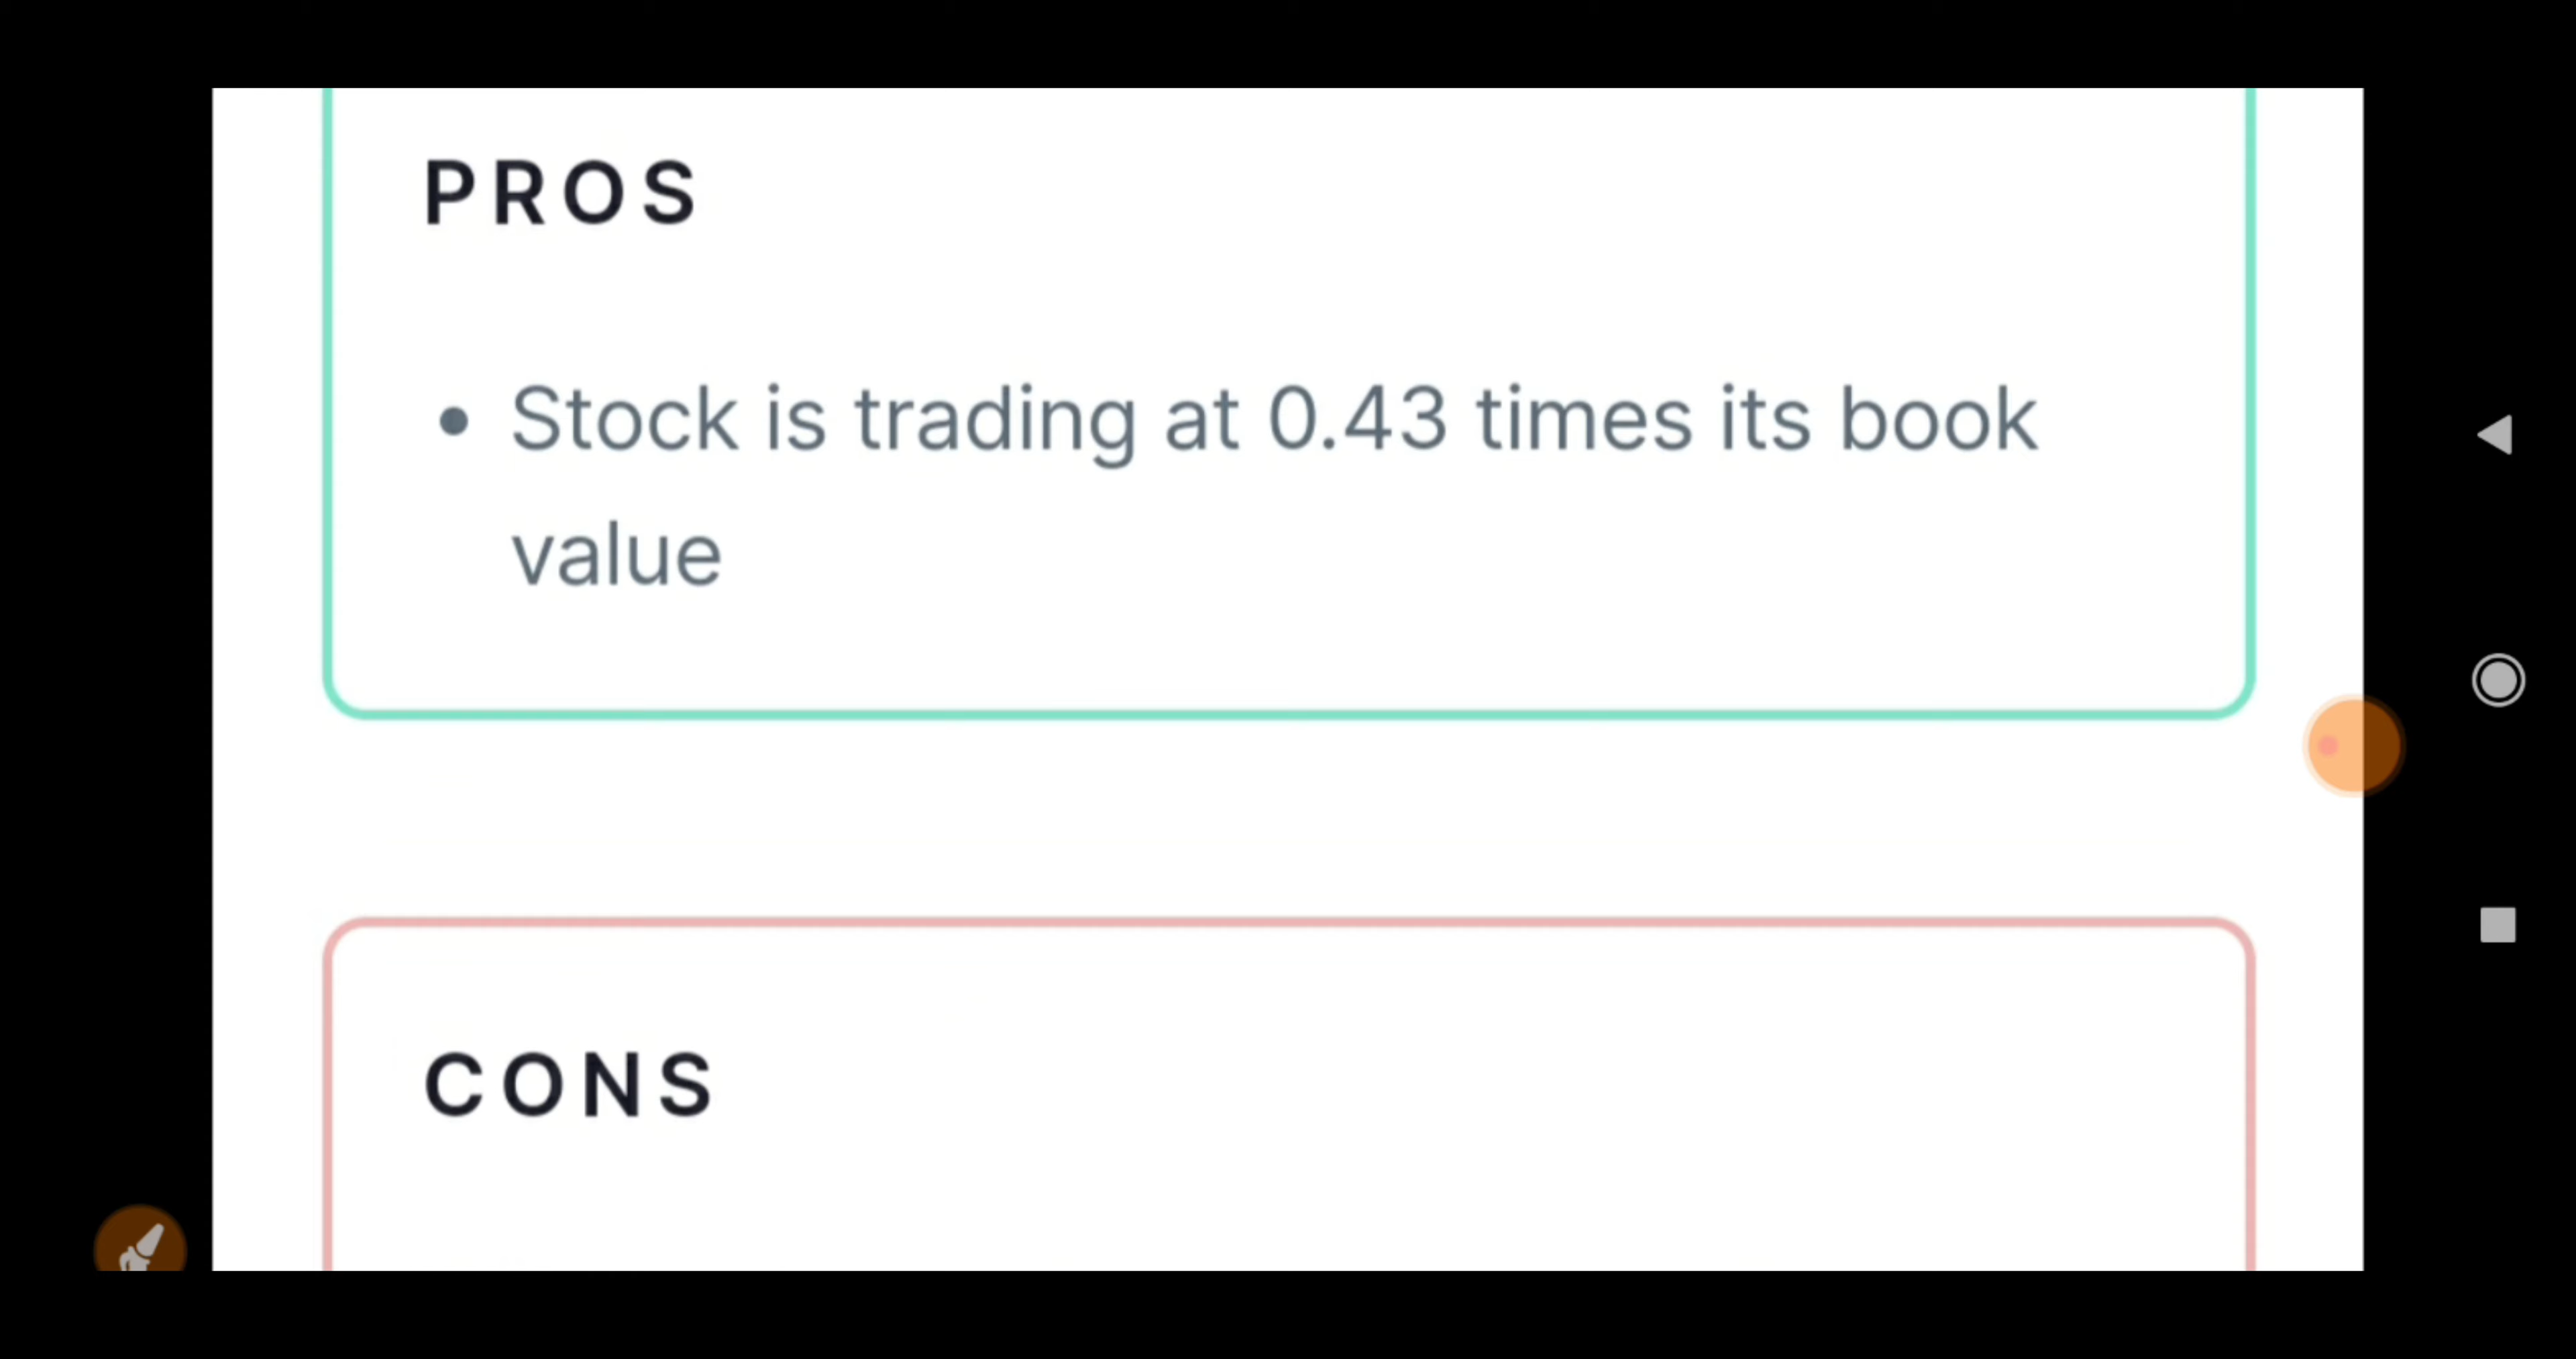 PROS
• Stock is trading at 0.43 times its book
value
CONS